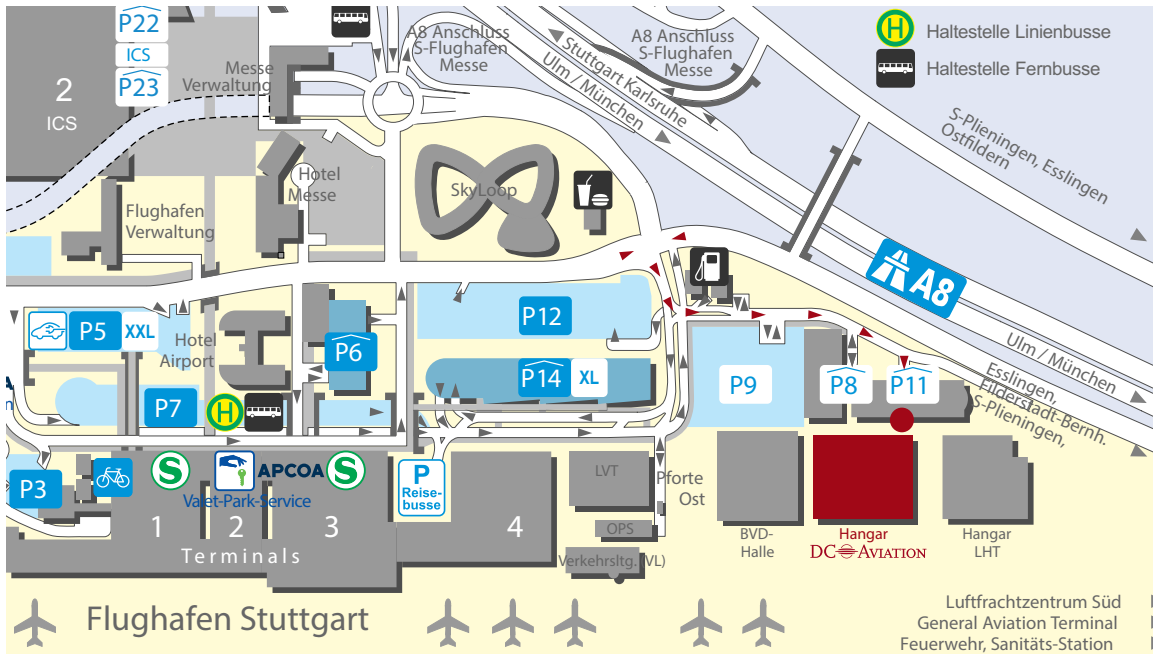 P22
ICS
P23
2
ICS
Messe
Verwaltung
A8 Anschluss
S-Flughafen
Messe
A8 Anschluss
S-Flughafen
Messe
Stuttgart Karlsruhe
Ulm / München
H Haltestelle Linienbusse
Haltestelle Fernbusse
S-Plieningen, Esslingen
Ostfildern
Hotel
Messe
SkyLoop
Flughafen
Verwaltung
A8
P5 XXL
Hotel
Airport
P6
P12
P14 XL
P7
H
P9
P8
P11
Ulm / München
Esslingen,
Filderstadt-Bernh.
S-Plieningen,
P3
S
APCOA
S
Valet-Park-Service
P
Reise-
busse
LVT
Pforte
Ost
1
2
3
4
Terminals
OPS
Verkehrsltg. (VL)
BVD-
Halle
Hangar
DC AVIATION
Hangar
LHT
Flughafen Stuttgart
Luftfrachtzentrum Süd
General Aviation Terminal
Feuerwehr, Sanitäts-Station